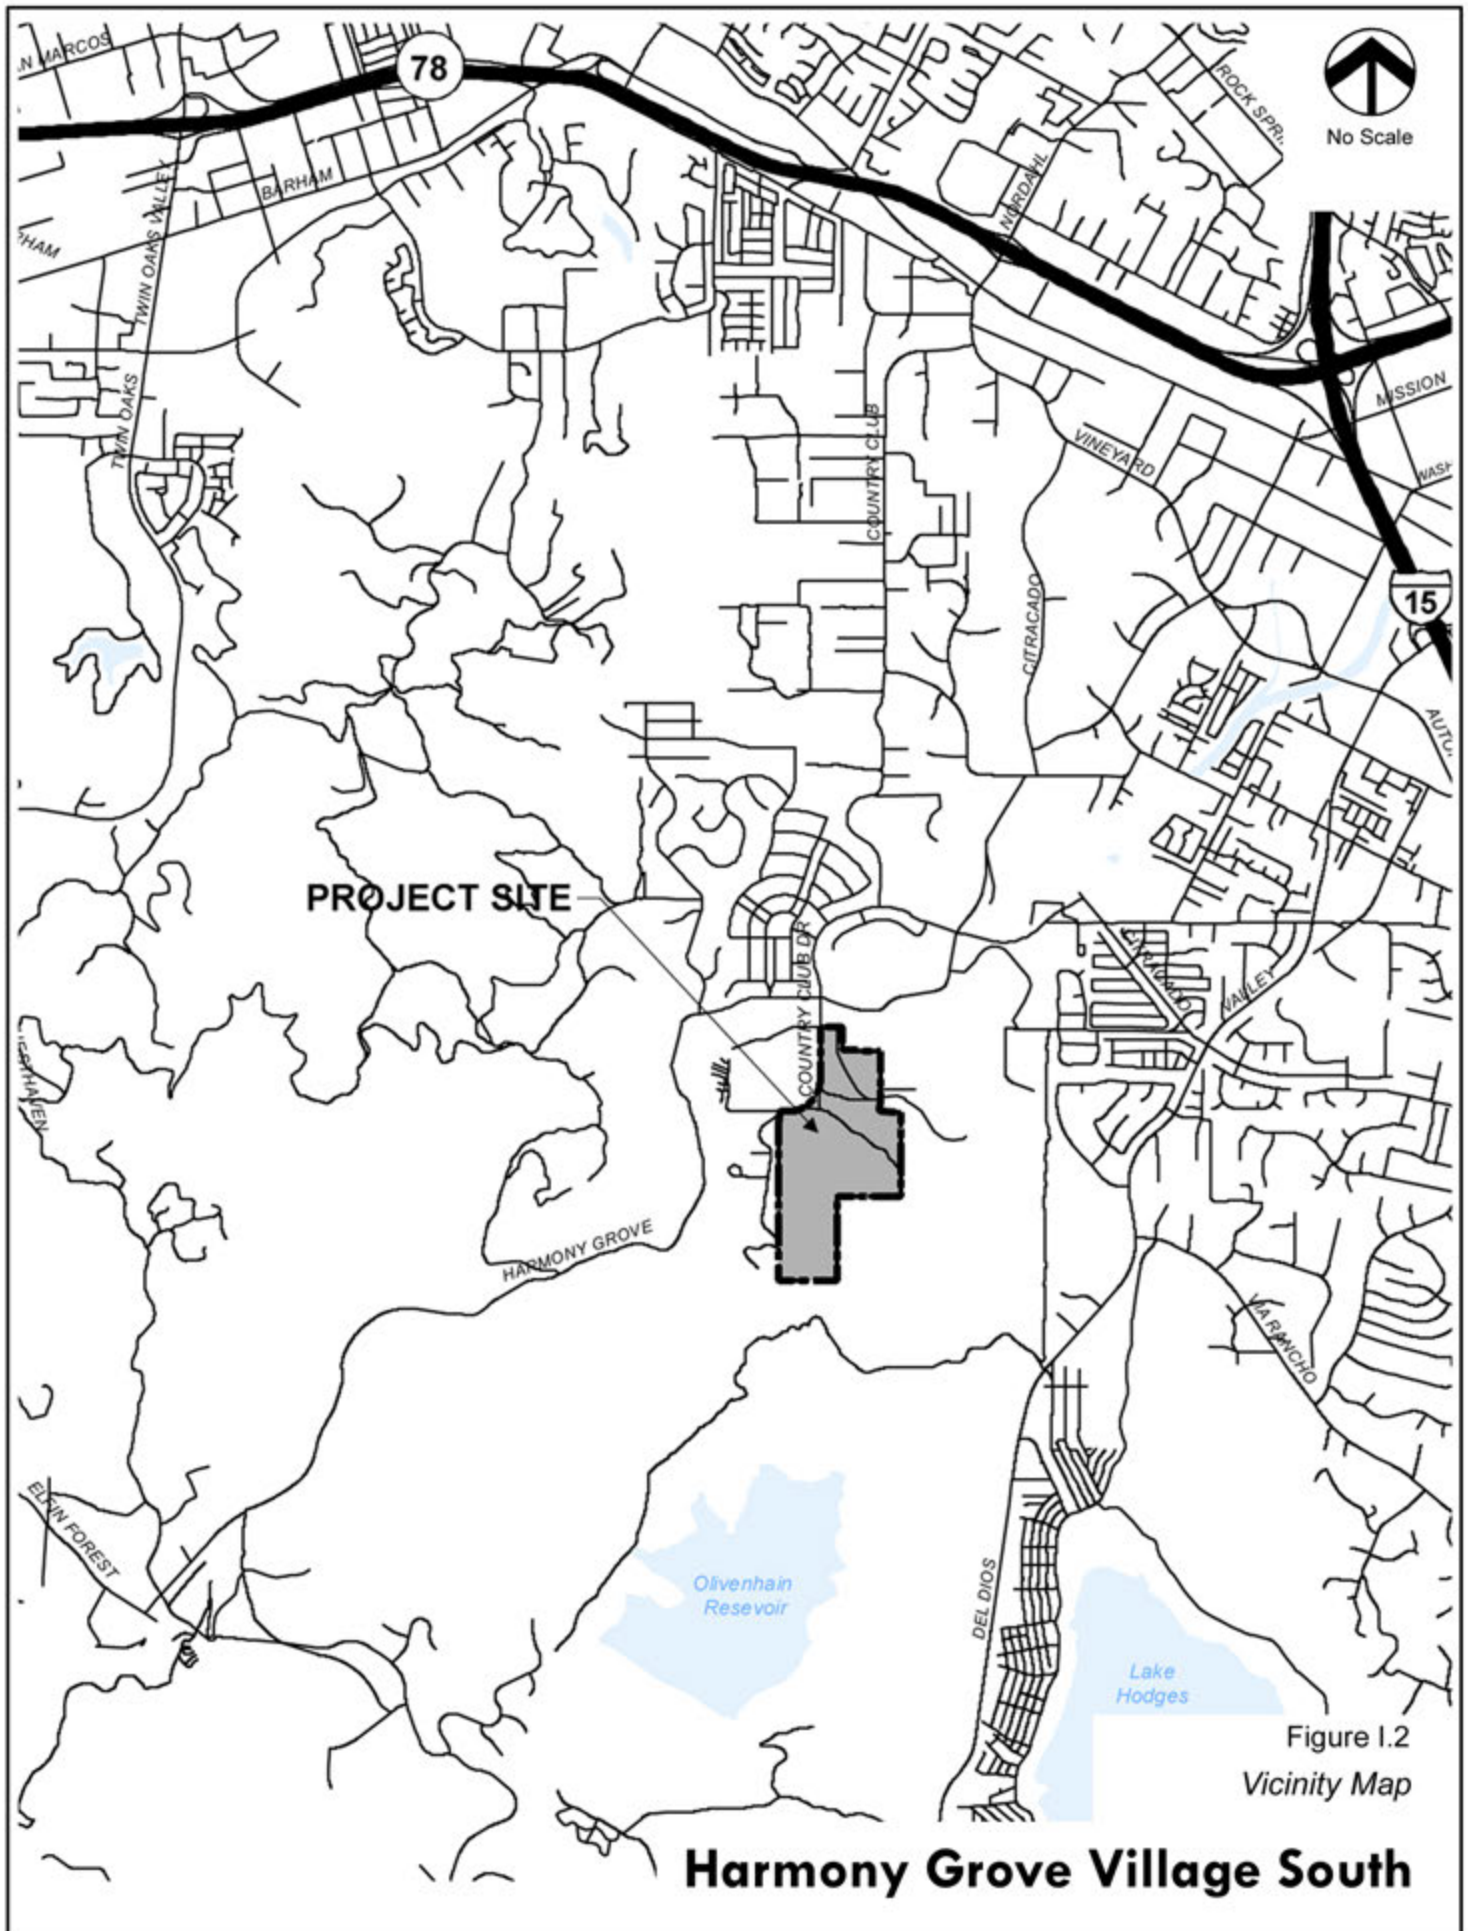 78
No Scale
BARHAM
TWIN OAKS VALLEY
NORDAHL
TWIN OAKS
COUNTRY CLUB
MISSION
VINEYARD
CITRACADO
15
PROJECT SITE
COUNTRY CLUB DR
CITRACADO
VALLEY
HARMONY GROVE
VIA RANCHO
ELFIN FOREST
DEL DIOS
Olivenhain
Resevoir
Lake
Hodges
Figure I.2
Vicinity Map
Harmony Grove Village South